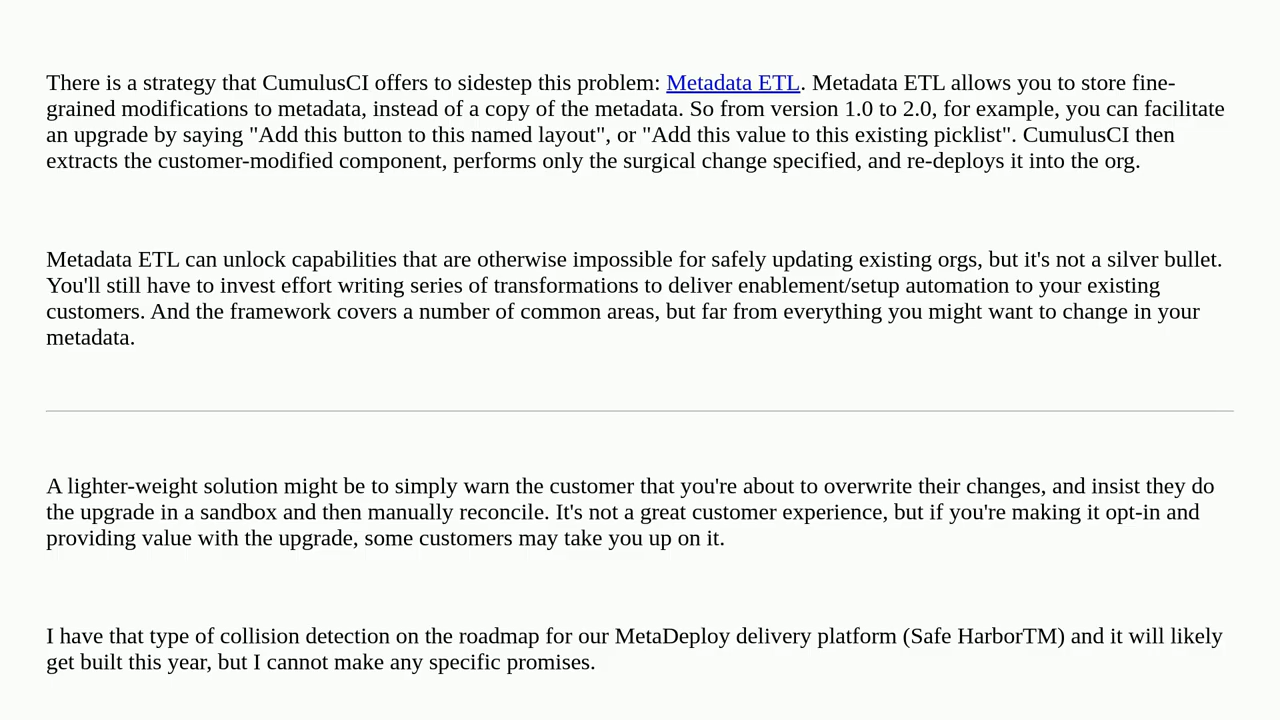 There is a strategy that CumulusCI offers to sidestep this problem: Metadata ETL. Metadata ETL allows you to store fine-
grained modifications to metadata, instead of a copy of the metadata. So from version 1.0 to 2.0, for example, you can facilitate
an upgrade by saying "Add this button to this named layout", or "Add this value to this existing picklist". CumulusCI then
extracts the customer-modified component, performs only the surgical change specified, and re-deploys it into the org.
Metadata ETL can unlock capabilities that are otherwise impossible for safely updating existing orgs, but it's not a silver bullet.
You'll still have to invest effort writing series of transformations to deliver enablement/setup automation to your existing
customers. And the framework covers a number of common areas, but far from everything you might want to change in your
metadata.
A lighter-weight solution might be to simply warn the customer that you're about to overwrite their changes, and insist they do
the upgrade in a sandbox and then manually reconcile. It's not a great customer experience, but if you're making it opt-in and
providing value with the upgrade, some customers may take you up on it.
I have that type of collision detection on the roadmap for our MetaDeploy delivery platform (Safe HarborTM) and it will likely
get built this year, but I cannot make any specific promises.